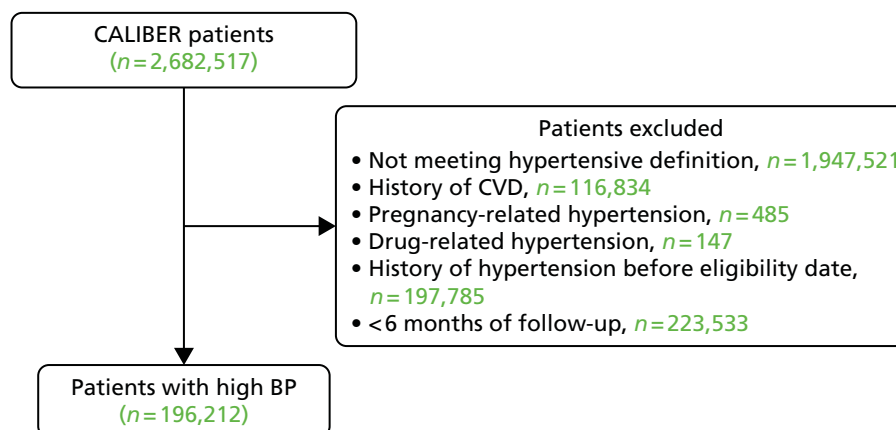 CALIBER patients
(n=2,682,517)
Patients excluded
• Not meeting hypertensive definition, n=1,947,521
• History of CVD, n=116,834
• Pregnancy-related hypertension, n=485
• Drug-related hypertension, n=147
• History of hypertension before eligibility date,
n=197,785
• <6 months of follow-up, n=223,533
Patients with high BP
(n=196,212)